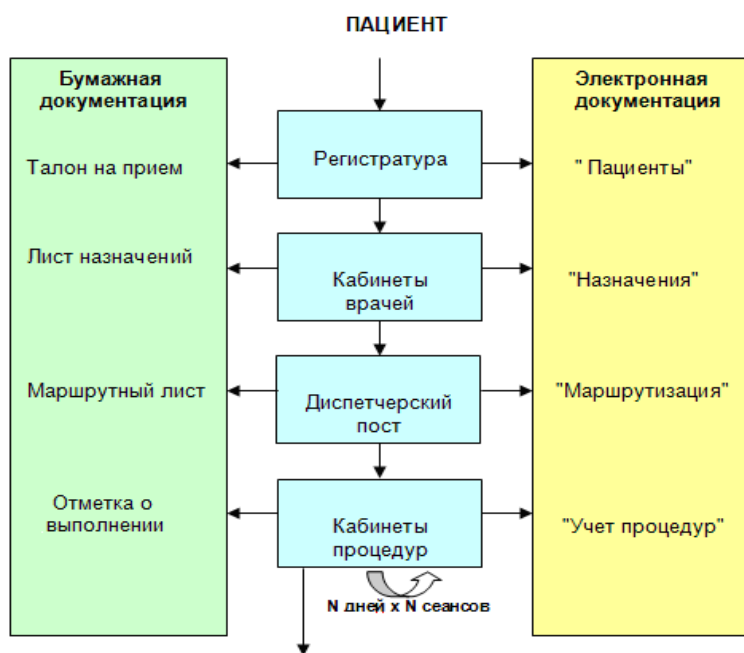 ПАЦИЕНТ
Бумажная
документация
Электронная
документация
Талон на прием
Регистратура
" Пациенты"
Лист назначений
Кабинеты
врачей
"Назначения"
Маршрутный лист
Диспетчерский
пост
"Маршрутизация"
Отметка о
выполнении
Кабинеты
процедур
"Учет процедур"
N дней x N сеансов